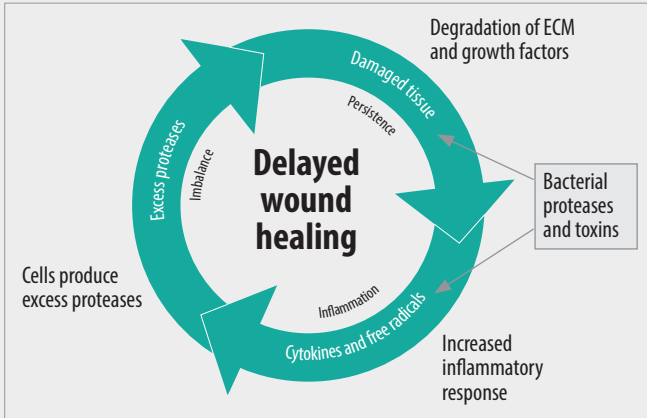 Degradation of ECM
and growth factors
Damaged tissue
Persistence
Excess proteases
Imbalance
Delayed
wound
healing
Bacterial
proteases
and toxins
Cells produce
excess proteases
Inflammation
Cytokines and free radicals
Increased
inflammatory
response